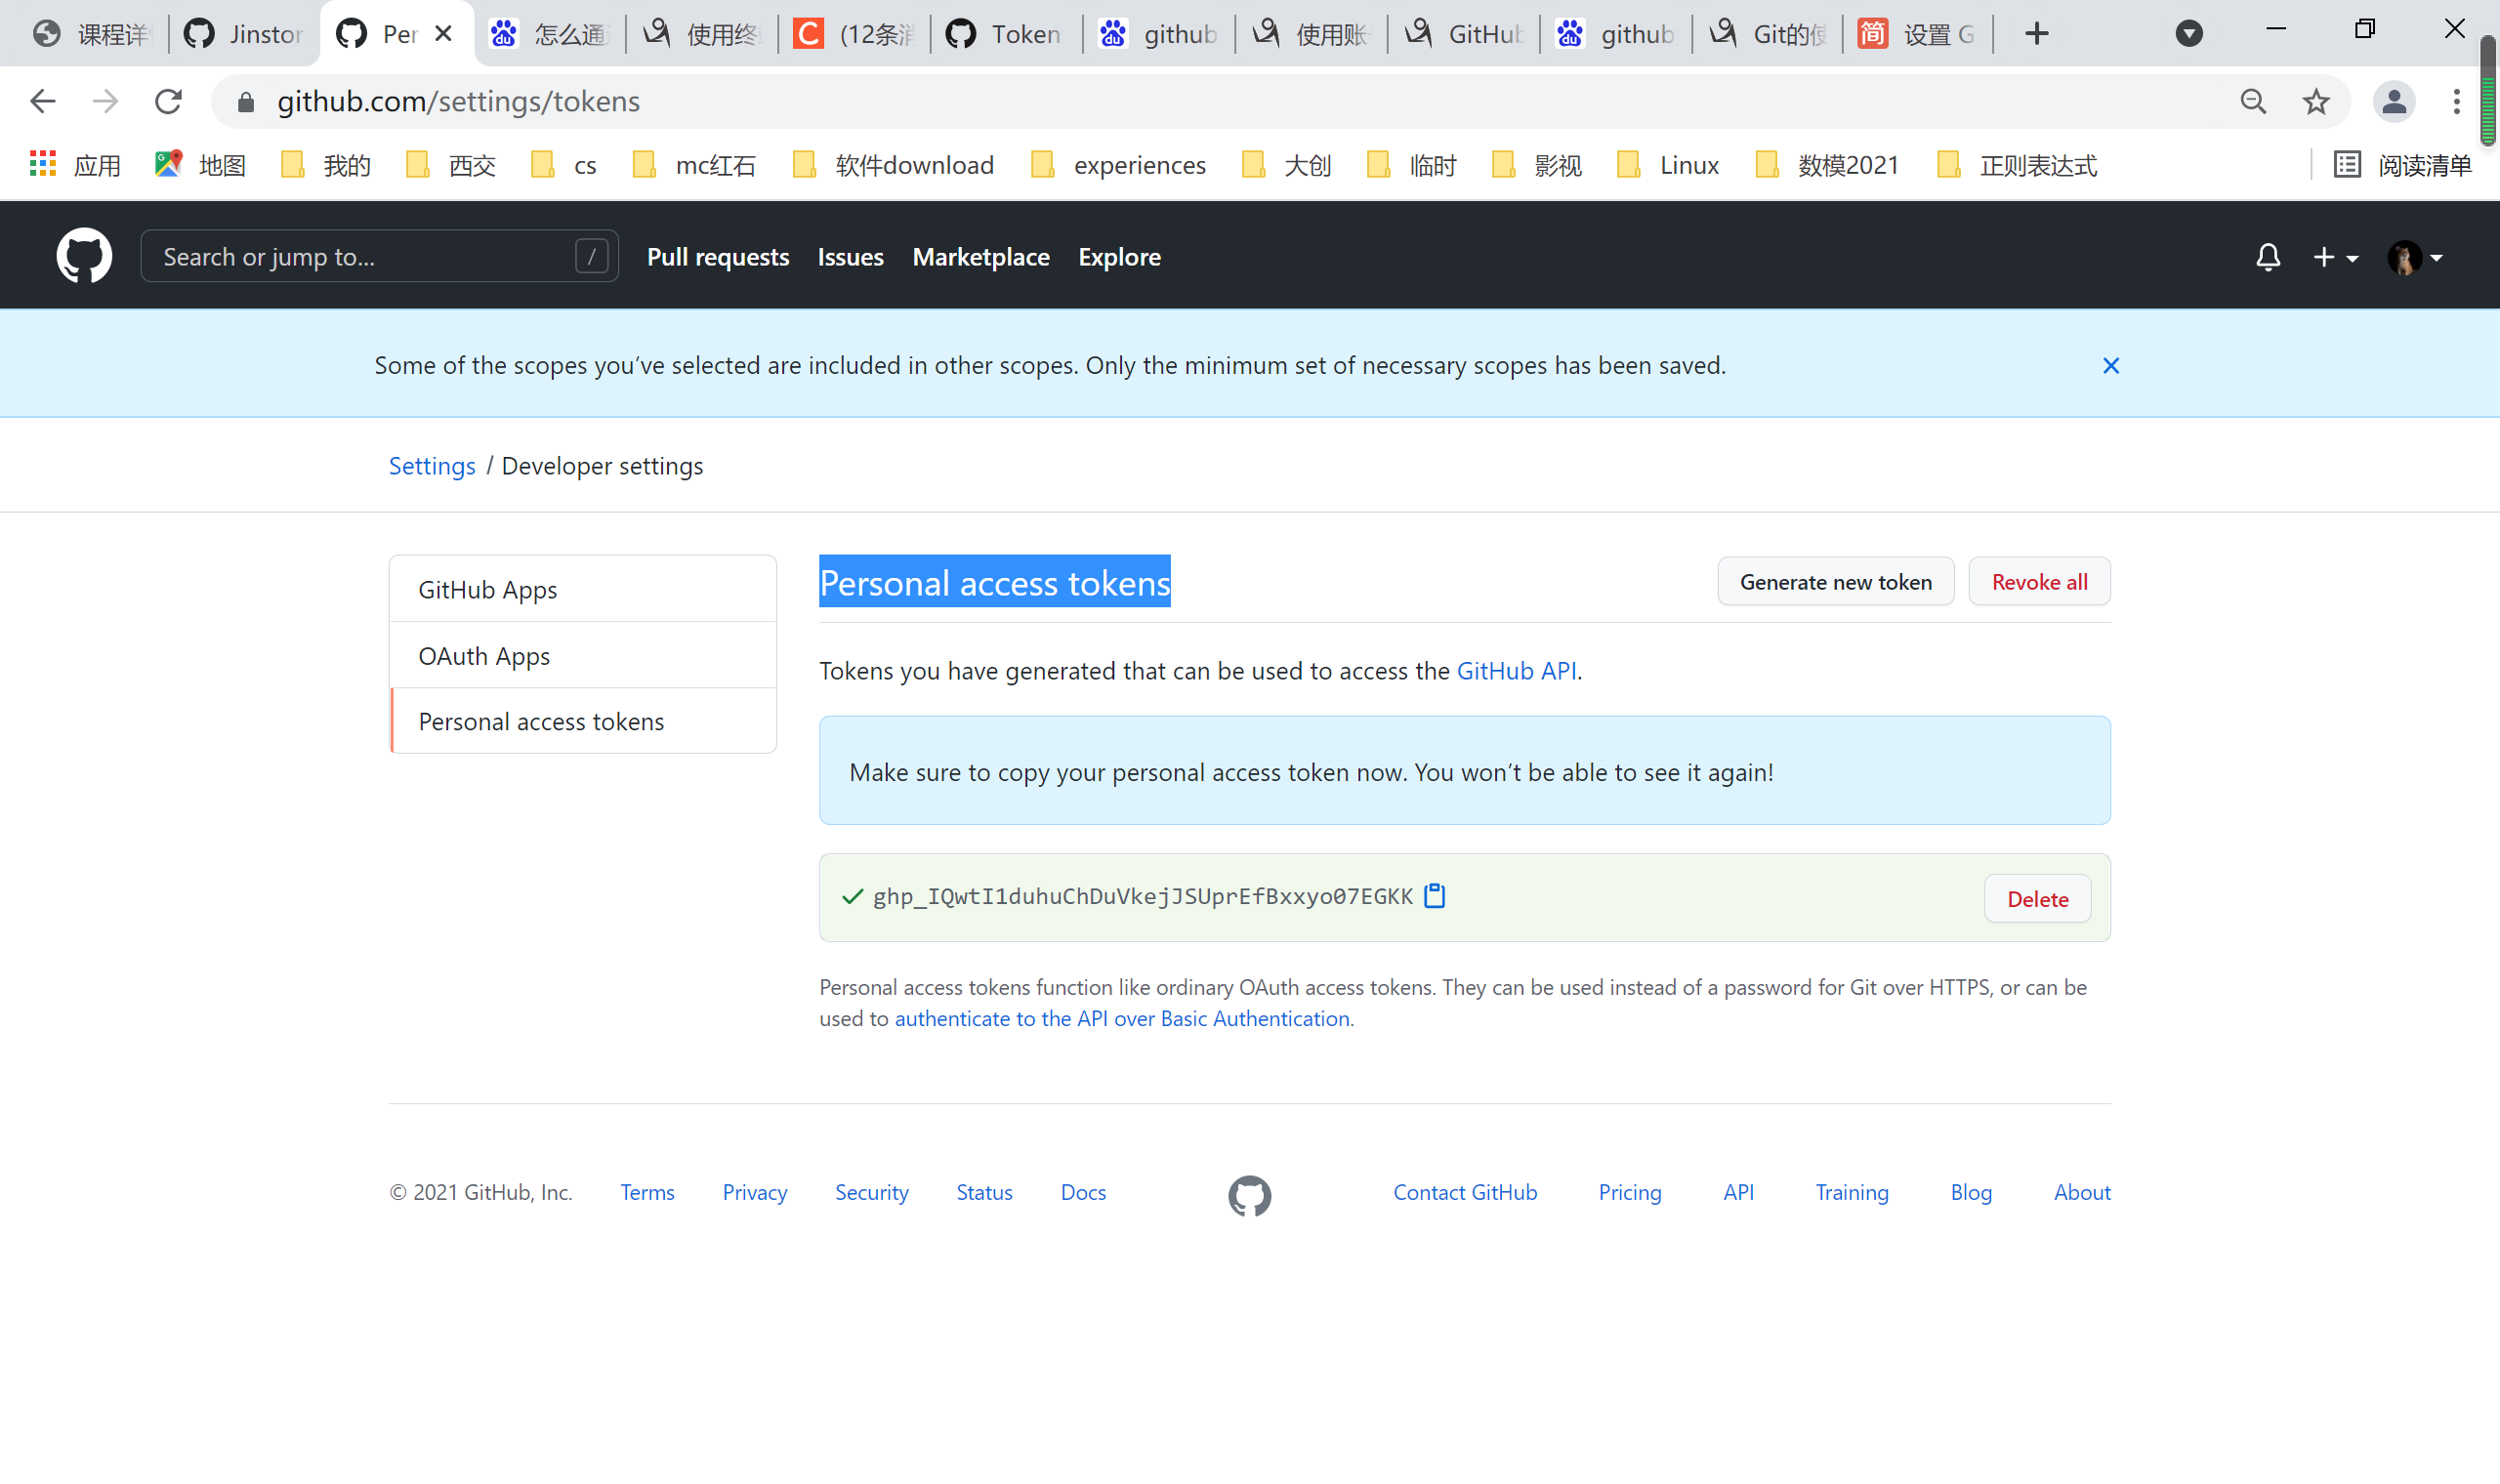 课程详 Jinstor Per 怎么通 使用终 (12条消 Token github 使用账 GitHub github Git的使 设置 G
github.com/settings/tokens
应用 地图 我的 西交 cs mc红石 软件download experiences 大创 临时 影视 Linux 数模2021 正则表达式 阅读清单
Search or jump to... / Pull requests Issues Marketplace Explore
Some of the scopes you’ve selected are included in other scopes. Only the minimum set of necessary scopes has been saved.
Settings / Developer settings
GitHub Apps
OAuth Apps
Personal access tokens
Personal access tokens Generate new token Revoke all
Tokens you have generated that can be used to access the GitHub API.
Make sure to copy your personal access token now. You won’t be able to see it again!
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 Delete
Personal access tokens function like ordinary OAuth access tokens. They can be used instead of a password for Git over HTTPS, or can be
used to authenticate to the API over Basic Authentication.
© 2021 GitHub, Inc. Terms Privacy Security Status Docs Contact GitHub Pricing API Training Blog About